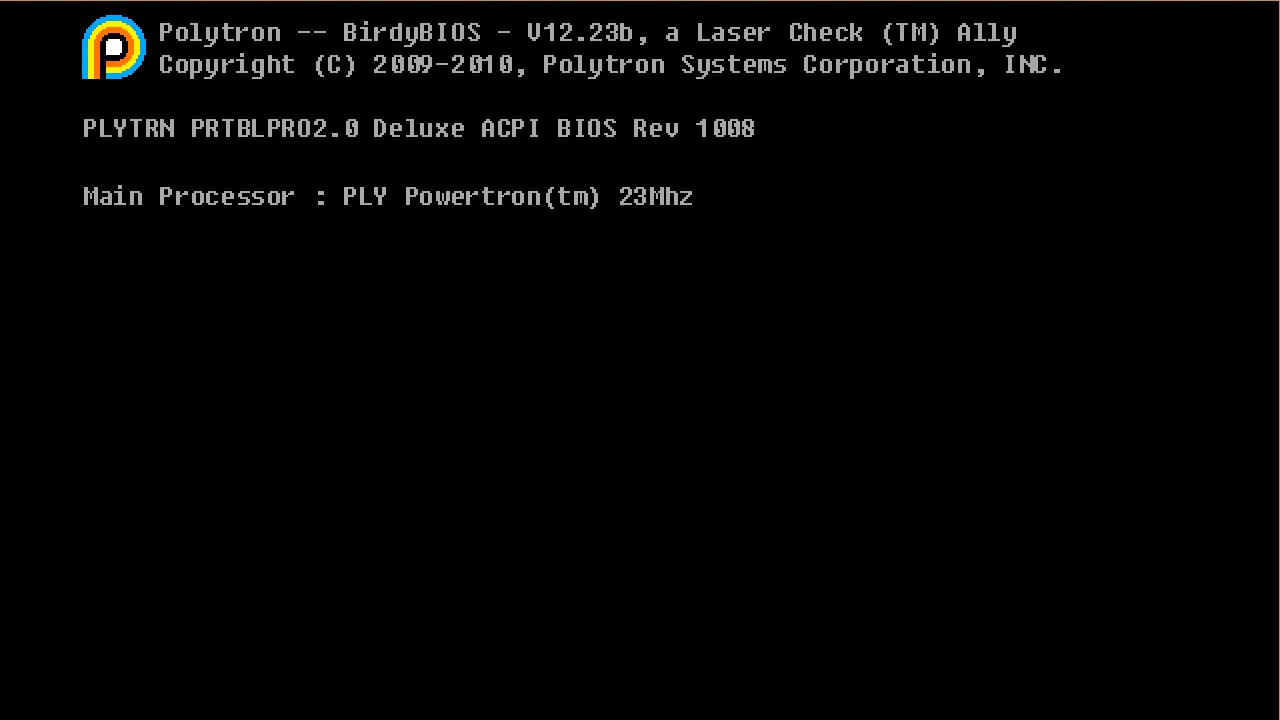 Polytron -- BirdyBIOS - V12.23b, a Laser Check (TM) Ally
Copyright (C) 2009-2010, Polytron Systems Corporation, INC.
PLYTRN PRTBLPRO2.0 Deluxe ACPI BIOS Rev 1008
Main Processor : PLY Powertron(tm) 23Mhz